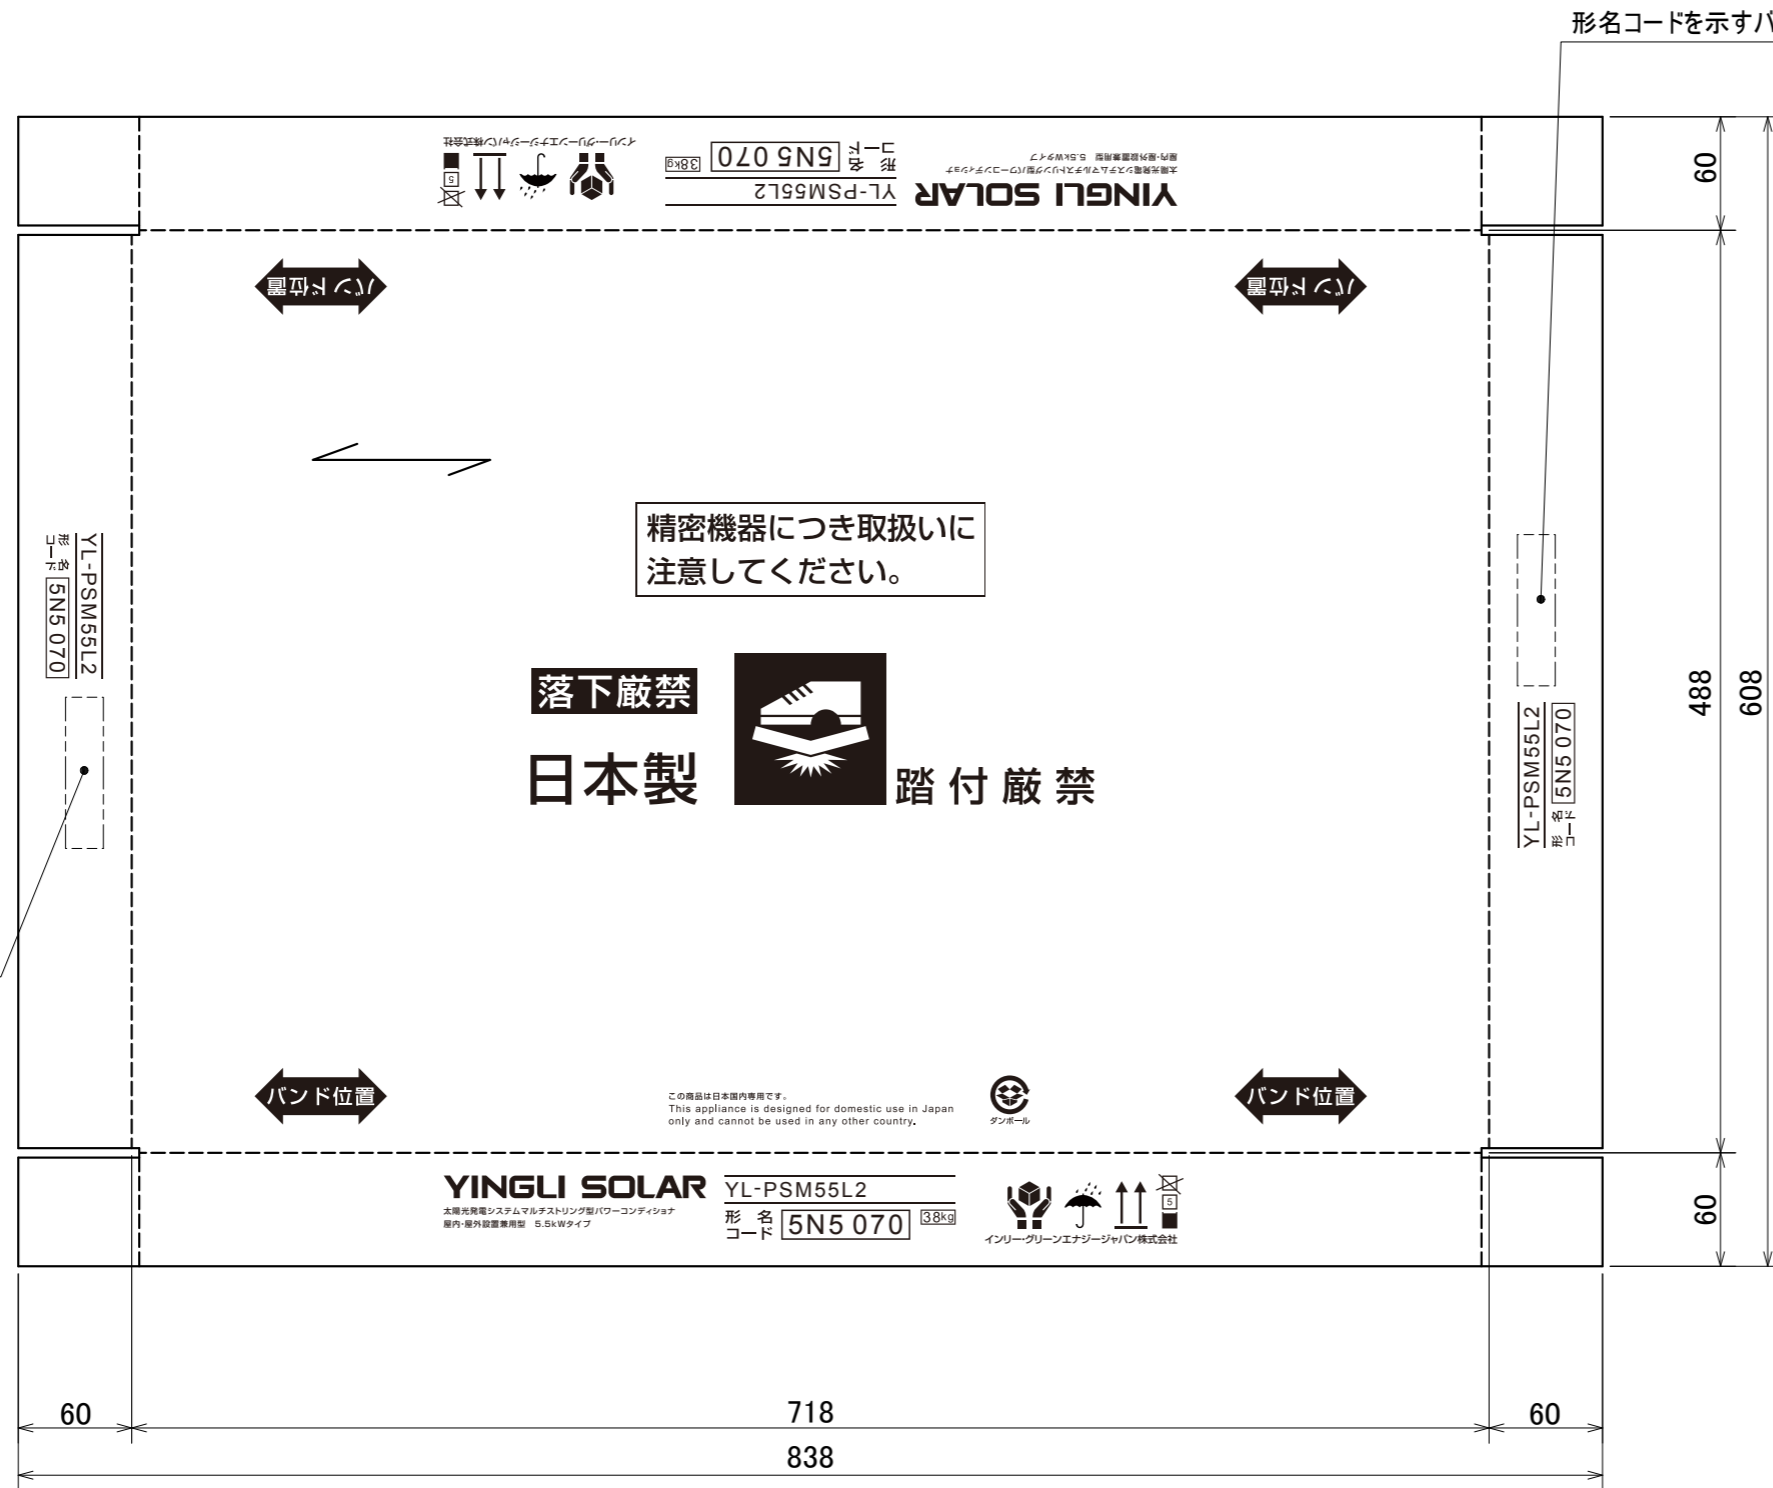 形名コードを示すバ
インリー・グリーンエナジージャパン株式会社
5
38kg
形 名
コード
5N5 070
YL-PSM55L2
YINGLI SOLAR
太陽光発電システムマルチストリング型パワーコンディショナ
屋内・屋外設置兼用型 5.5kWタイプ
バンド位置
バンド位置
60
精密機器につき取扱いに
注意してください。
落下厳禁
日本製
踏付厳禁
YL-PSM55L2
形 名
コード
5N5 070
YL-PSM55L2
形 名
コード
5N5 070
488
608
バンド位置
この商品は日本国内専用です。
This appliance is designed for domestic use in Japan
only and cannot be used in any other country.
ダンボール
バンド位置
YINGLI SOLAR
太陽光発電システムマルチストリング型パワーコンディショナ
屋内・屋外設置兼用型 5.5kWタイプ
YL-PSM55L2
形 名
コード
5N5 070
38kg
5
インリー・グリーンエナジージャパン株式会社
60
60
718
60
838